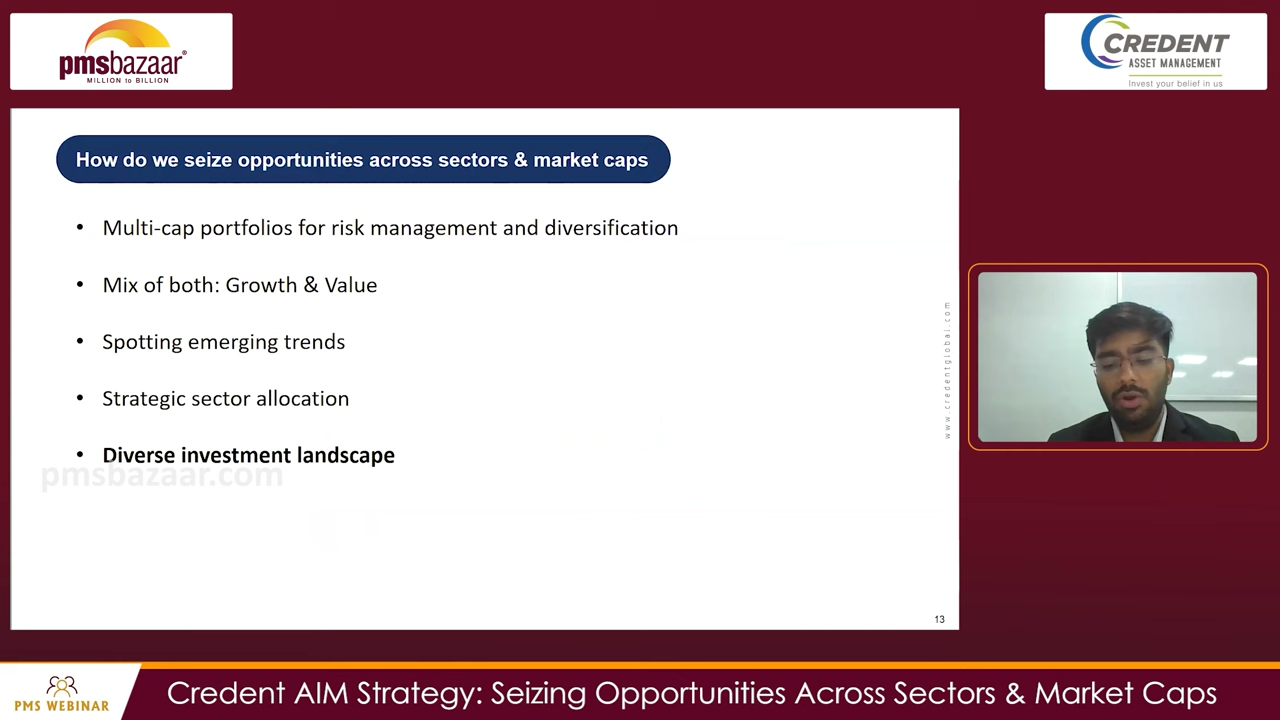 pmsbazaar®
MILLION to BILLION
CREDENT
ASSET MANAGEMENT
Invest your belief in us
How do we seize opportunities across sectors & market caps
• Multi-cap portfolios for risk management and diversification
• Mix of both: Growth & Value
• Spotting emerging trends
• Strategic sector allocation
• Diverse investment landscape
pmsbazaar.com
www.credentglobal.com
13
PMS WEBINAR
Credent AIM Strategy: Seizing Opportunities Across Sectors & Market Caps